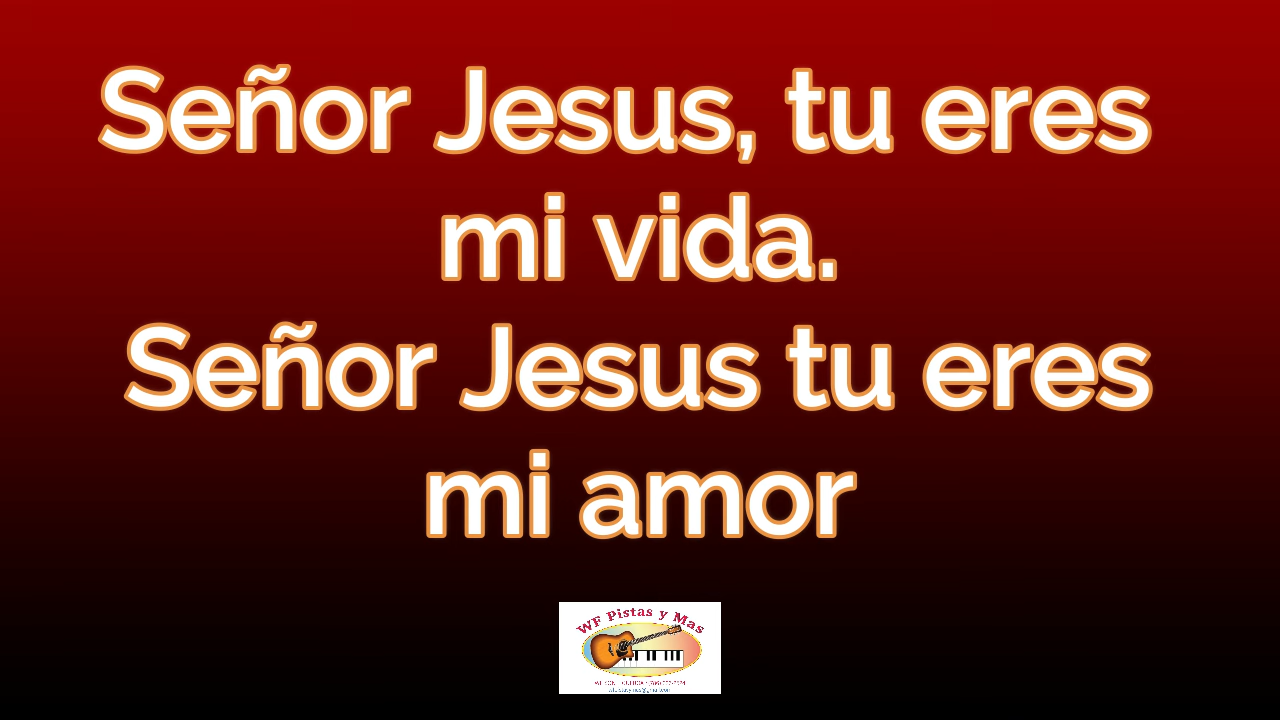 Señor Jesus, tu eres
mi vida.
Señor Jesus tu eres
mi amor
WF Pistas y Mas